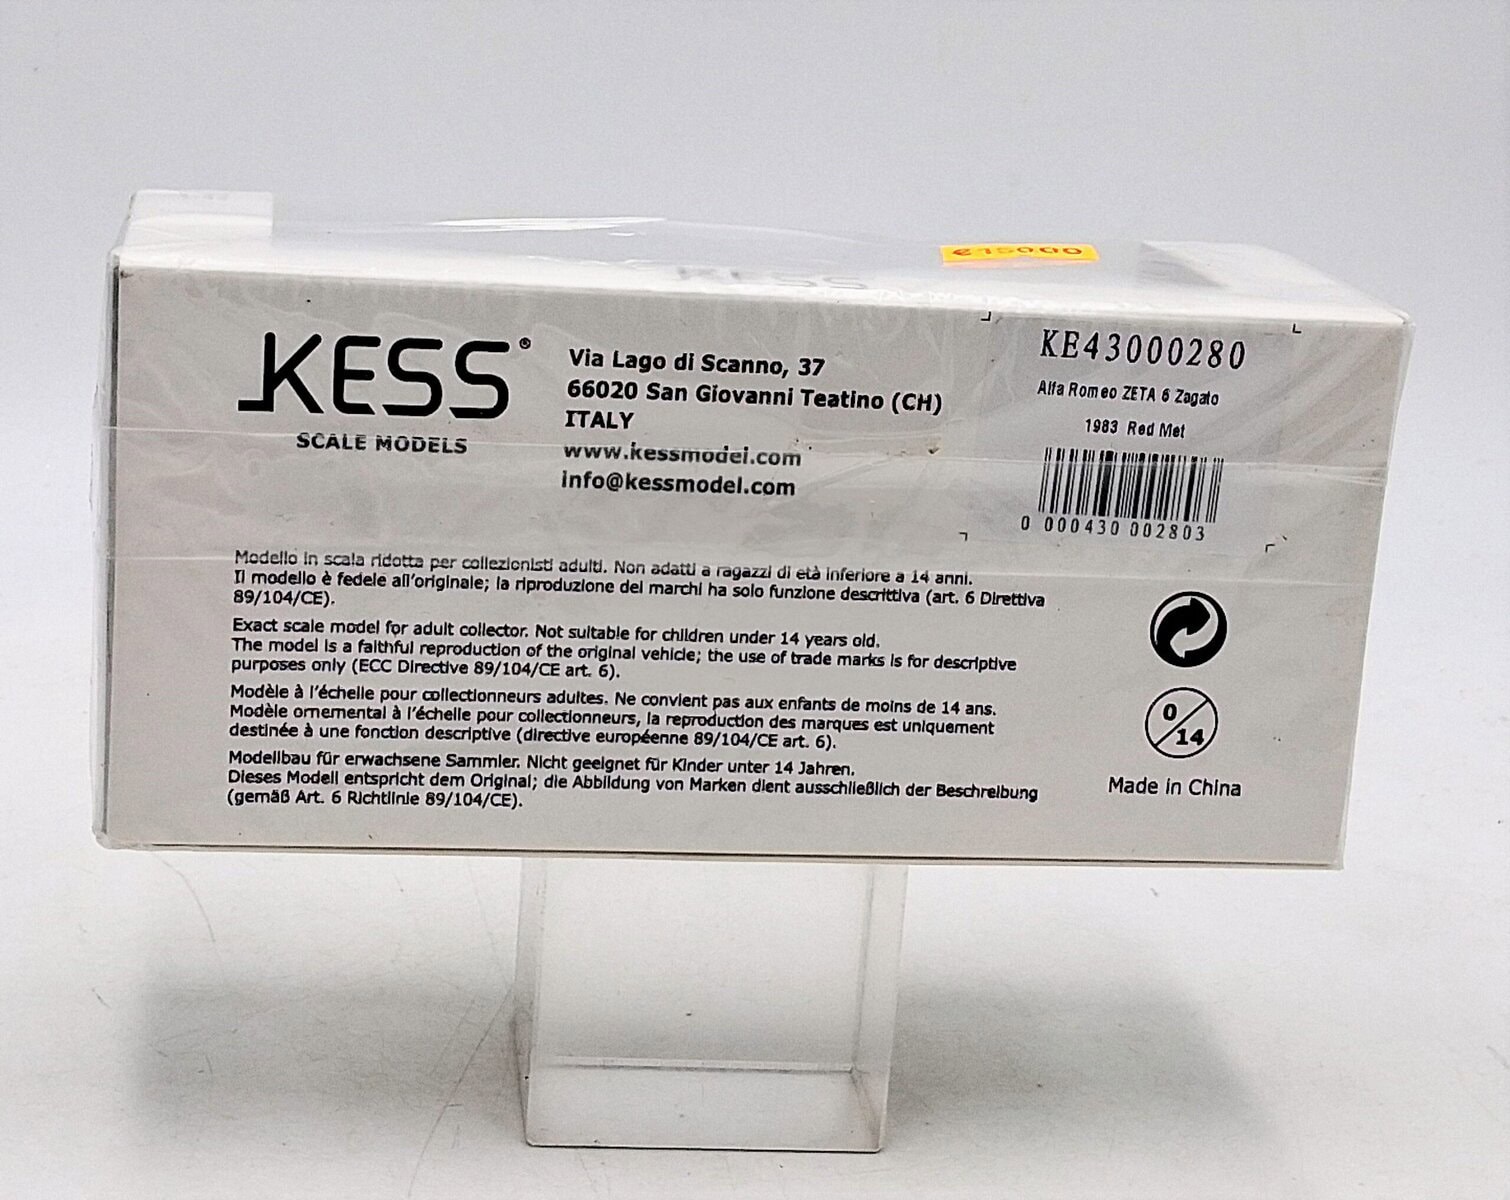 €150.00
KESS
KESS®
SCALE MODELS
Via Lago di Scanno, 37
66020 San Giovanni Teatino (CH)
ITALY
www.kessmodel.com
info@kessmodel.com
KE43000280
Alfa Romeo ZETA 6 Zagato
1983 Red Met
0 000430 002803
Modello in scala ridotta per collezionisti adulti. Non adatti a ragazzi di età inferiore a 14 anni.
Il modello è fedele all'originale; la riproduzione dei marchi ha solo funzione descrittiva (art. 6 Direttiva
89/104/CE).
Exact scale model for adult collector. Not suitable for children under 14 years old.
The model is a faithful reproduction of the original vehicle; the use of trade marks is for descriptive
purposes only (ECC Directive 89/104/CE art. 6).
Modèle à l'échelle pour collectionneurs adultes. Ne convient pas aux enfants de moins de 14 ans.
Modèle ornemental à l'échelle pour collectionneurs, la reproduction des marques est uniquement
destinée à une fonction descriptive (directive européenne 89/104/CE art. 6).
Modellbau für erwachsene Sammler. Nicht geeignet für Kinder unter 14 Jahren.
Dieses Modell entspricht dem Original; die Abbildung von Marken dient ausschließlich der Beschreibung
(gemäß Art. 6 Richtlinie 89/104/CE).
0/14
Made in China